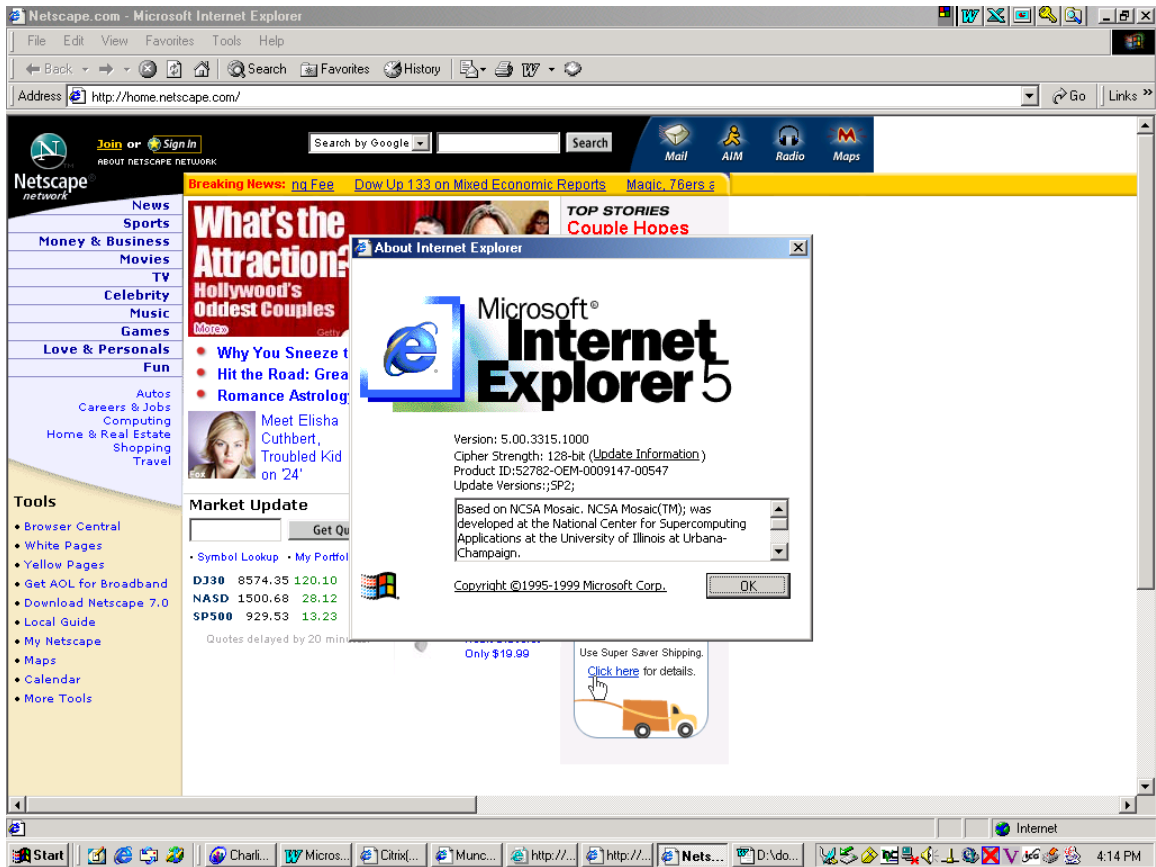 Netscape.com - Microsoft Internet Explorer
File Edit View Favorites Tools Help
Back Search Favorites History
Address http://home.netscape.com/ Go Links »
Netscape®
network
Join or Sign In
ABOUT NETSCAPE NETWORK
Search by Google Search
Mail AIM Radio Maps
Breaking News: ng Fee Dow Up 133 on Mixed Economic Reports Magic, 76ers a
News
Sports
Money & Business
Movies
TV
Celebrity
Music
Games
Love & Personals
Fun
Autos
Careers & Jobs
Computing
Home & Real Estate
Shopping
Travel
Tools
• Browser Central
• White Pages
• Yellow Pages
• Get AOL for Broadband
• Download Netscape 7.0
• Local Guide
• My Netscape
• Maps
• Calendar
• More Tools
What's the
Attraction?
Hollywood's
Oddest Couples
More»
Getty
• Why You Sneeze t
• Hit the Road: Grea
• Romance Astrolog
Meet Elisha
Cuthbert,
Troubled Kid
on '24'
Fox
Market Update
Get Qu
• Symbol Lookup • My Portfol
DJ30 8574.35 120.10
NASD 1500.68 28.12
SP500 929.53 13.23
Quotes delayed by 20 minutes.
TOP STORIES
Couple Hopes
About Internet Explorer
Microsoft®
Internet
Explorer 5
Version: 5.00.3315.1000
Cipher Strength: 128-bit (Update Information)
Product ID:52782-OEM-0009147-00547
Update Versions:;SP2;
Based on NCSA Mosaic. NCSA Mosaic(TM); was
developed at the National Center for Supercomputing
Applications at the University of Illinois at Urbana-
Champaign.
Copyright ©1995-1999 Microsoft Corp.
OK
Only $19.99
Use Super Saver Shipping.
Click here for details.
Internet
Start Charli... Micros... Citrix(... Munc... http://... http://... Nets... D:\do... 4:14 PM